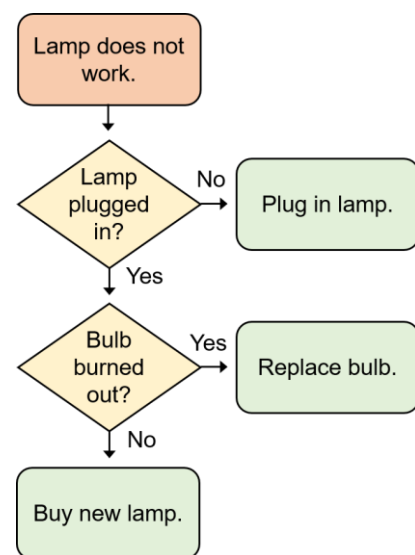 Lamp does not
work.
Lamp
plugged
in?
No
Plug in lamp.
Yes
Bulb
burned
out?
Yes
Replace bulb.
No
Buy new lamp.